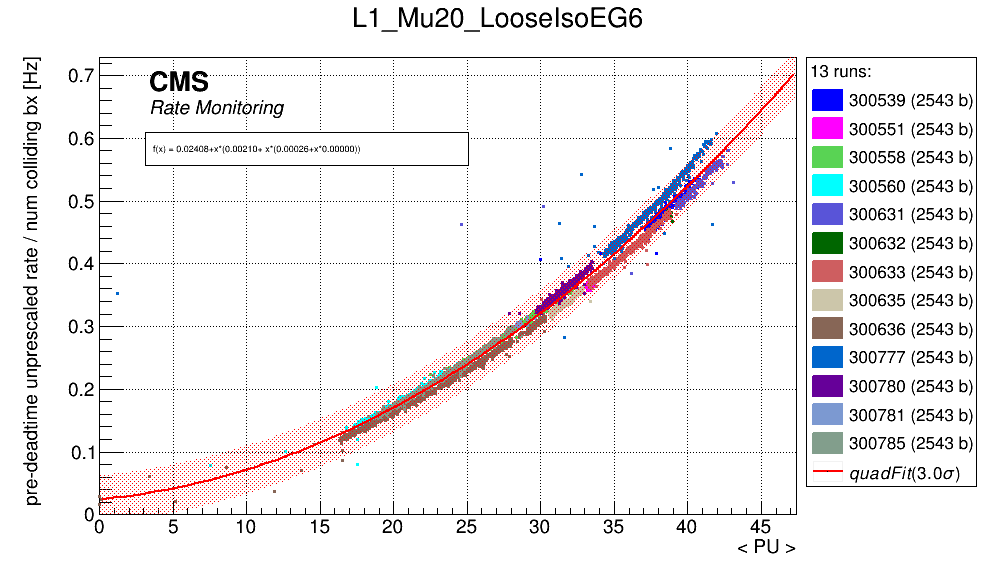 L1_Mu20_LooseIsoEG6
pre-deadtime unprescaled rate / num colliding bx [Hz]
0.7
0.6
0.5
0.4
0.3
0.2
0.1
0
CMS
Rate Monitoring
f(x) = 0.02408+x*(0.00210+ x*(0.00026+x*0.00000))
0 5 10 15 20 25 30 35 40 45
< PU >
13 runs:
300539 (2543 b)
300551 (2543 b)
300558 (2543 b)
300560 (2543 b)
300631 (2543 b)
300632 (2543 b)
300633 (2543 b)
300635 (2543 b)
300636 (2543 b)
300777 (2543 b)
300780 (2543 b)
300781 (2543 b)
300785 (2543 b)
quadFit(3.0σ)